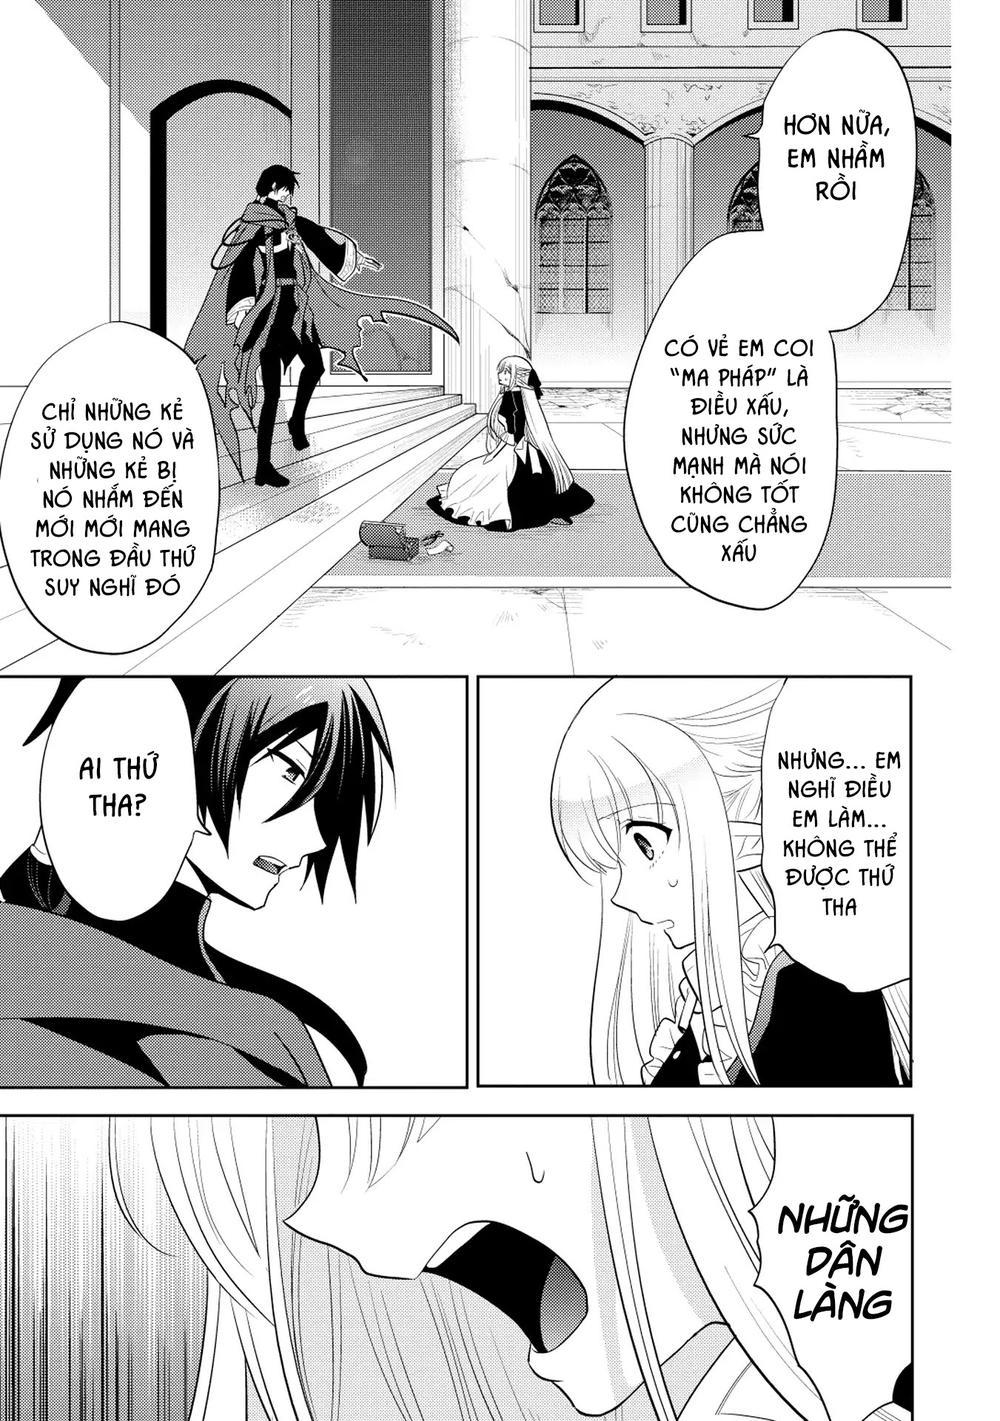 HƠN NỮA,
EM NHẦM
RỒI
CÓ VẺ EM COI
“MA PHÁP” LÀ
ĐIỀU XẤU,
NHƯNG SỨC
MẠNH MÀ NÓI
KHÔNG TỐT
CŨNG CHẲNG
XẤU
CHỈ NHỮNG KẺ
SỬ DỤNG NÓ VÀ
NHỮNG KẺ BỊ
NÓ NHẮM ĐẾN
MỚI MỚI MANG
TRONG ĐẦU THỨ
SUY NGHĨ ĐÓ
NHƯNG... EM
NGHĨ ĐIỀU
EM LÀM...
KHÔNG THỂ
ĐƯỢC THỨ
THA
AI THỨ
THA?
NHỮNG
DÂN
LÀNG